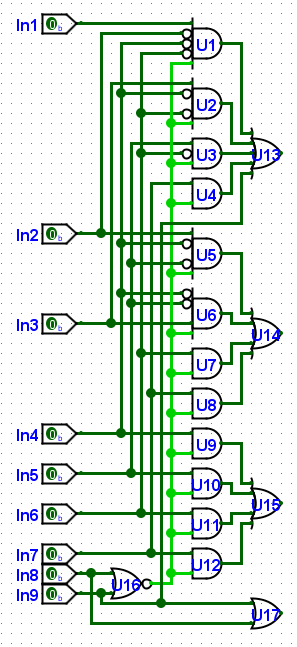 In1 0b
U1
U2
U3
U13
U4
In2 0b
U5
In3 0b
U6
U14
U7
U8
In4 0b
U9
In5 0b
U10
U15
In6 0b
U11
In7 0b
U12
In8 0b
U16
In9 0b
U17